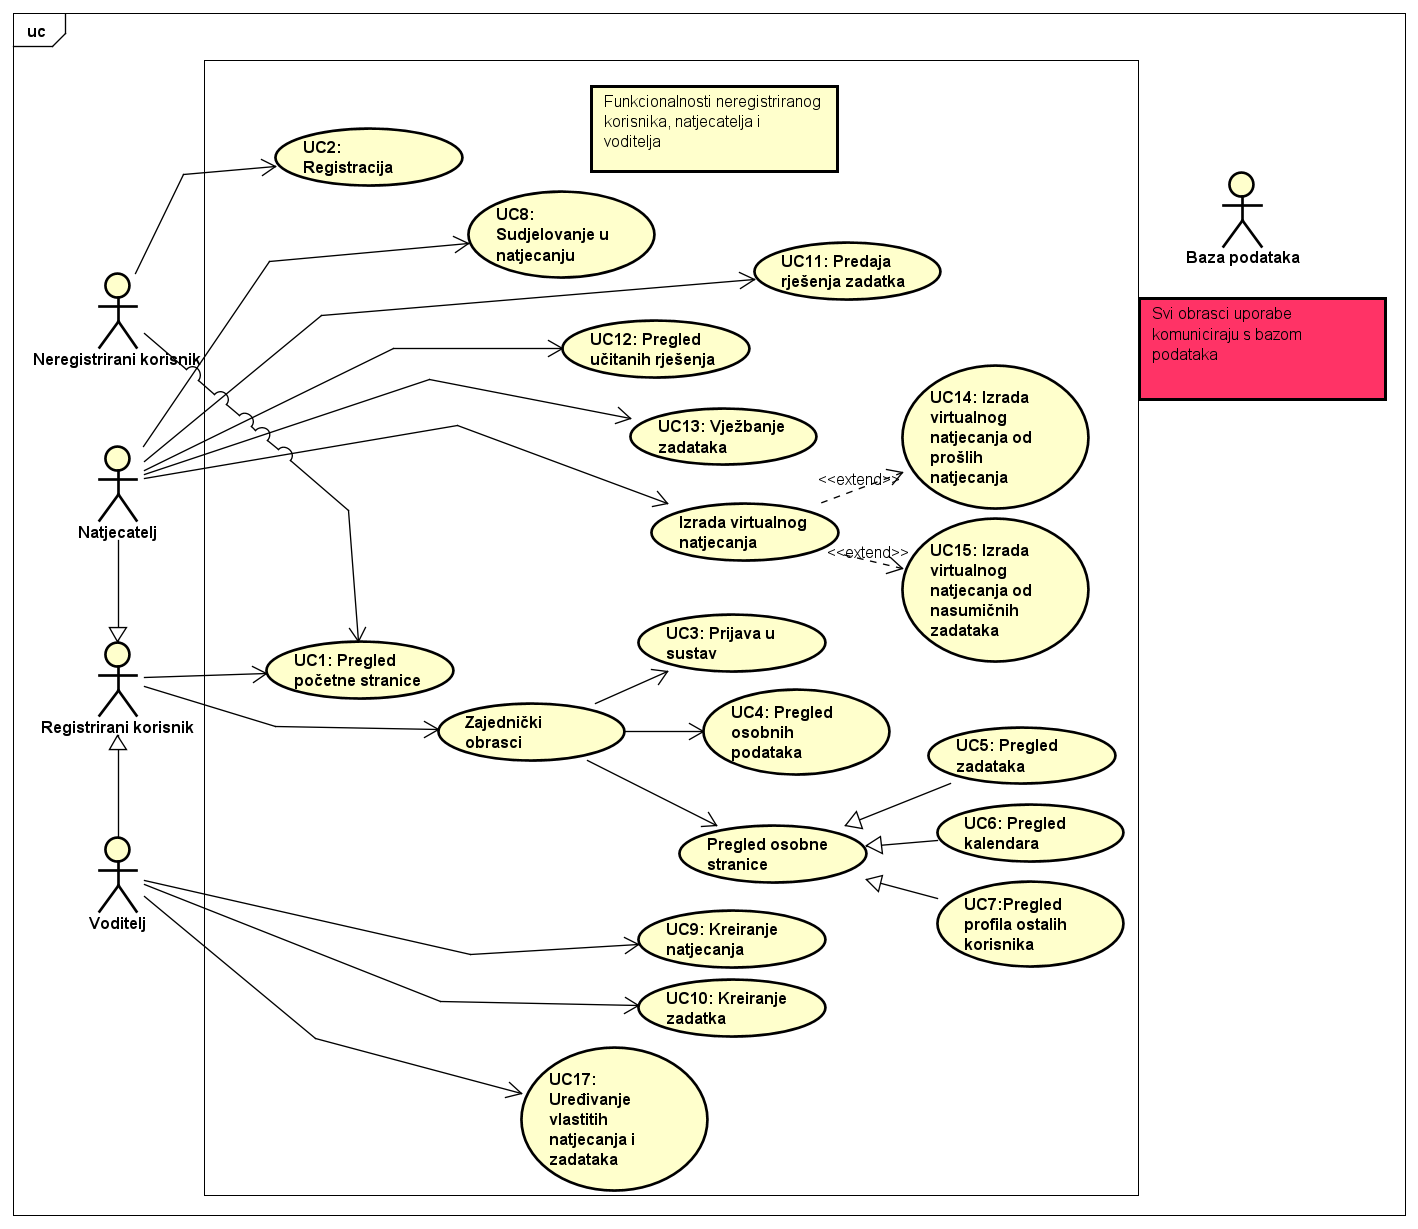 uc
Funkcionalnosti neregistriranog
korisnika, natjecatelja i
voditelja
UC2:
Registracija
UC8:
Sudjelovanje u
natjecanju
Baza podataka
UC11: Predaja
rješenja zadatka
Svi obrasci uporabe
komuniciraju s bazom
podataka
Neregistrirani korisnik
UC12: Pregled
učitanih rješenja
UC14: Izrada
virtualnog
natjecanja od
prošlih
natjecanja
UC13: Vježbanje
zadataka
<<extend>>
Natjecatelj
Izrada virtualnog
natjecanja
<<extend>>
UC15: Izrada
virtualnog
natjecanja od
nasumičnih
zadataka
UC3: Prijava u
sustav
UC1: Pregled
početne stranice
Registrirani korisnik
Zajednički
obrasci
UC4: Pregled
osobnih
podataka
UC5: Pregled
zadataka
UC6: Pregled
kalendara
Pregled osobne
stranice
UC7:Pregled
profila ostalih
korisnika
Voditelj
UC9: Kreiranje
natjecanja
UC10: Kreiranje
zadatka
UC17:
Uređivanje
vlastitih
natjecanja i
zadataka